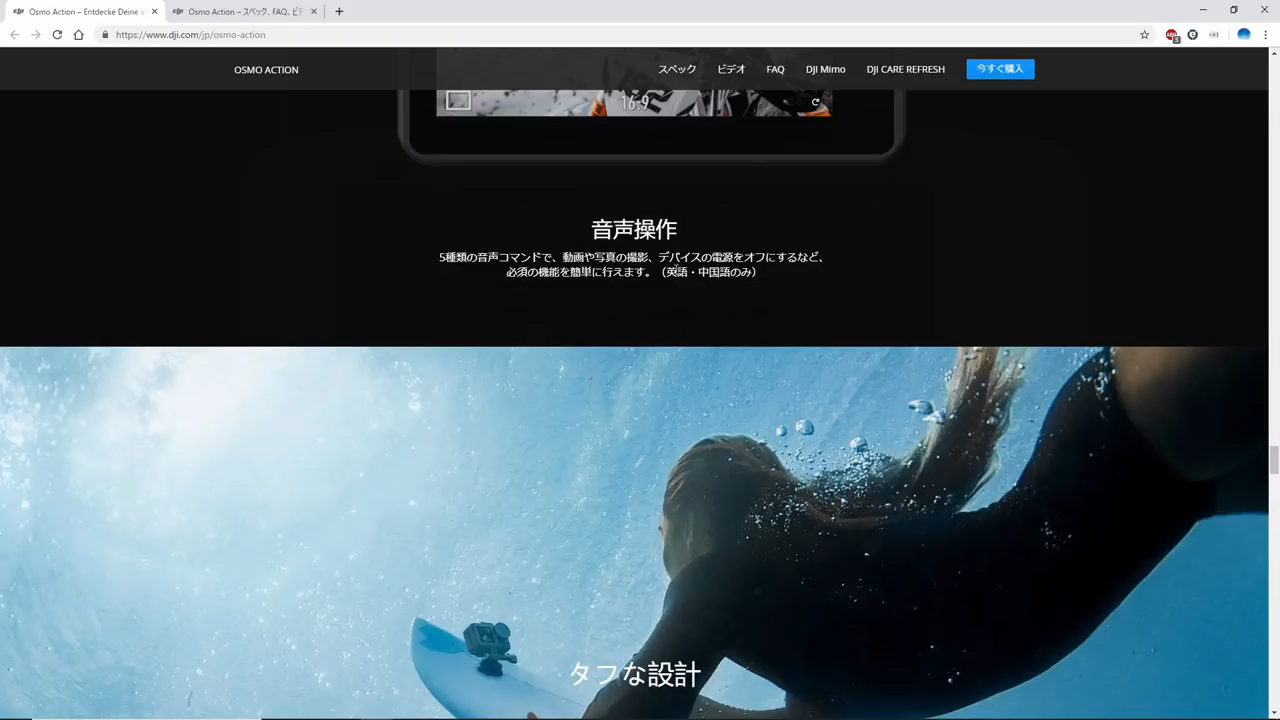 Osmo Action – Entdecke Deine
Osmo Action – スペック、FAQ、ビデ
https://www.dji.com/jp/osmo-action
OSMO ACTION
スペック
ビデオ
FAQ
DJI Mimo
DJI CARE REFRESH
今すぐ購入
16:9
音声操作
5種類の音声コマンドで、動画や写真の撮影、デバイスの電源をオフにするなど、
必須の機能を簡単に行えます。（英語・中国語のみ）
タフな設計